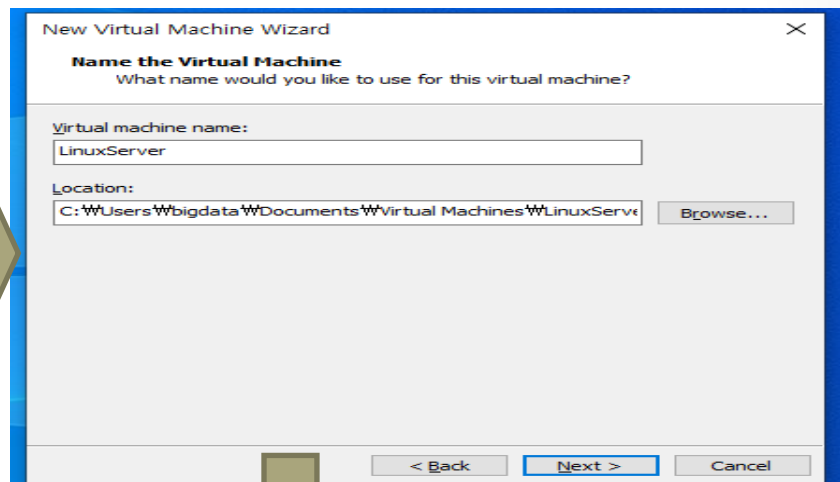 New Virtual Machine Wizard
Name the Virtual Machine
What name would you like to use for this virtual machine?
Virtual machine name:
LinuxServer
Location:
C:₩Users₩bigdata₩Documents₩Virtual Machines₩LinuxServe
Browse...
< Back Next > Cancel